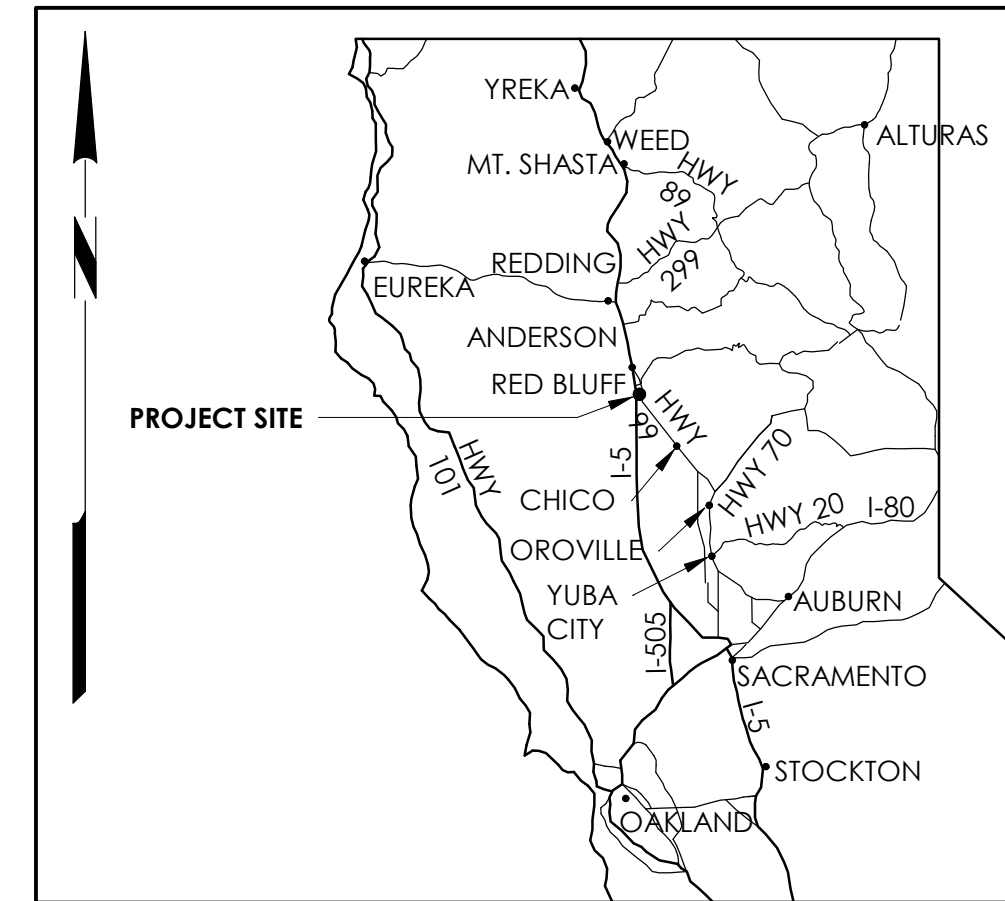 YREKA
WEED
ALTURAS
MT. SHASTA
HWY
89
HWY
299
N
REDDING
EUREKA
ANDERSON
RED BLUFF
PROJECT SITE
HWY
99
HWY
101
I-5
CHICO
HWY 70
HWY 20
I-80
OROVILLE
YUBA
CITY
AUBURN
I-505
SACRAMENTO
I-5
STOCKTON
OAKLAND